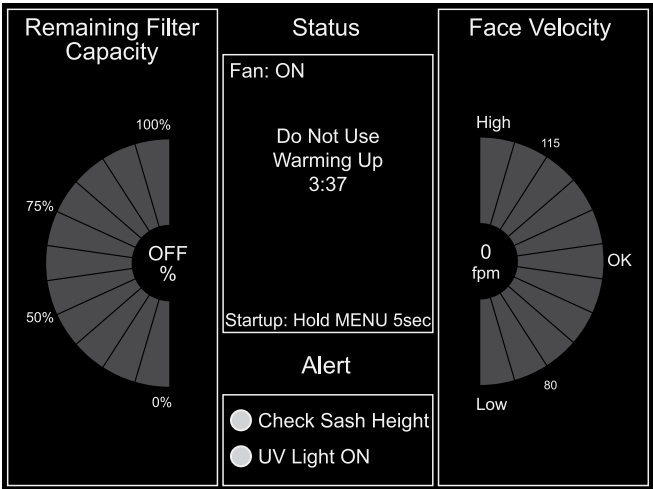 Remaining Filter
Capacity
100%
75%
OFF
%
50%
0%
Status
Fan: ON
Do Not Use
Warming Up
3:37
Startup: Hold MENU 5sec
Alert
Check Sash Height
UV Light ON
Face Velocity
High
115
0
fpm
OK
80
Low